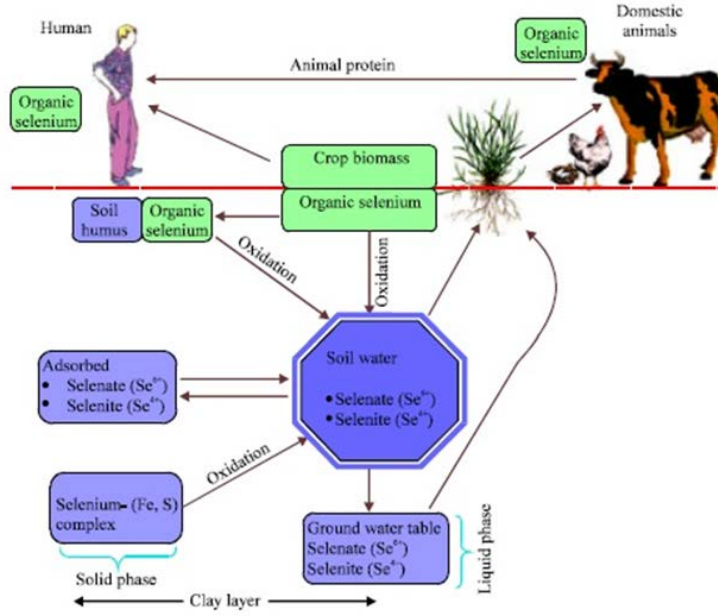 Human
Domestic
animals
Organic
selenium
Animal protein
Organic
selenium
Crop biomass
Organic selenium
Soil
humus
Organic
selenium
Oxidation
Oxidation
Soil water
• Selenate (Se⁶⁺)
• Selenite (Se⁴⁺)
Adsorbed
• Selenate (Se⁶⁺)
• Selenite (Se⁴⁺)
Oxidation
Selenium- (Fe, S)
complex
Solid phase
Ground water table
Selenate (Se⁶⁺)
Selenite (Se⁴⁺)
Liquid phase
Clay layer